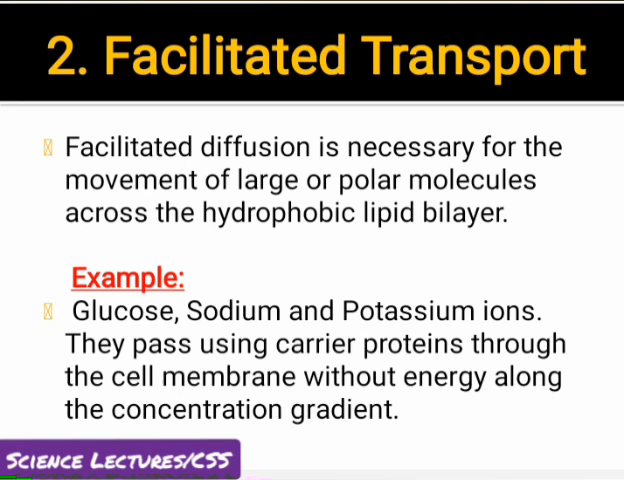 2. Facilitated Transport
Facilitated diffusion is necessary for the
movement of large or polar molecules
across the hydrophobic lipid bilayer.
Example:
Glucose, Sodium and Potassium ions.
They pass using carrier proteins through
the cell membrane without energy along
the concentration gradient.
SCIENCE LECTURES/CSS